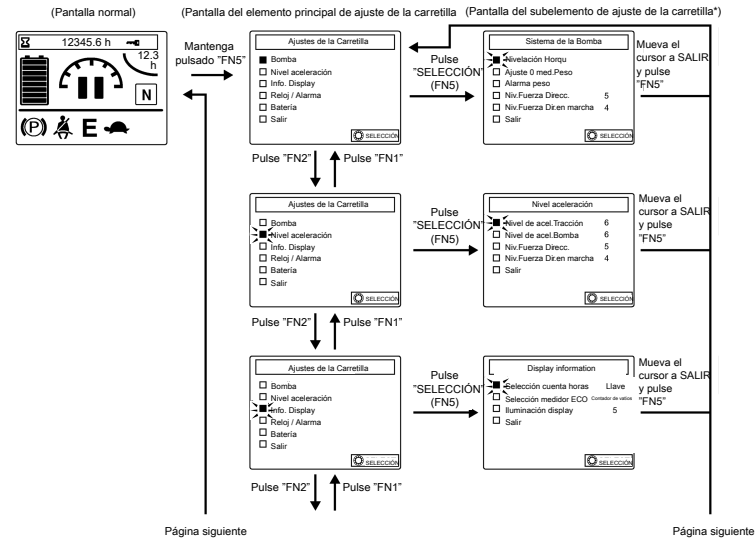 (Pantalla normal)
(Pantalla del elemento principal de ajuste de la carretilla
(Pantalla del subelemento de ajuste de la carretilla*)
12345.6 h
12.3
h
N
(P)
E
Mantenga
pulsado "FN5"
Ajustes de la Carretilla
Bomba
Nivel aceleración
Info. Display
Reloj / Alarma
Batería
Salir
SELECCIÓN
Pulse
"SELECCIÓN"
(FN5)
Sistema de la Bomba
Nivelación Horqu
Ajuste 0 med.Peso
Alarma peso
Niv.Fuerza Direcc. 5
Niv.Fuerza Dir.en marcha 4
Salir
SELECCIÓN
Mueva el
cursor a SALIR
y pulse
"FN5"
Pulse "FN2"
Pulse "FN1"
Ajustes de la Carretilla
Bomba
Nivel aceleración
Info. Display
Reloj / Alarma
Batería
Salir
SELECCIÓN
Pulse
"SELECCIÓN"
(FN5)
Nivel aceleración
Nivel de acel.Tracción 6
Nivel de acel.Bomba 6
Niv.Fuerza Direcc. 5
Niv.Fuerza Dir.en marcha 4
Salir
SELECCIÓN
Mueva el
cursor a SALIR
y pulse
"FN5"
Pulse "FN2"
Pulse "FN1"
Ajustes de la Carretilla
Bomba
Nivel aceleración
Info. Display
Reloj / Alarma
Batería
Salir
SELECCIÓN
Pulse
"SELECCIÓN"
(FN5)
Display information
Selección cuenta horas Llave
Selección medidor ECO Contador de vatios
Iluminación display 5
Salir
SELECCIÓN
Mueva el
cursor a SALIR
y pulse
"FN5"
Pulse "FN2"
Pulse "FN1"
Página siguiente
Página siguiente